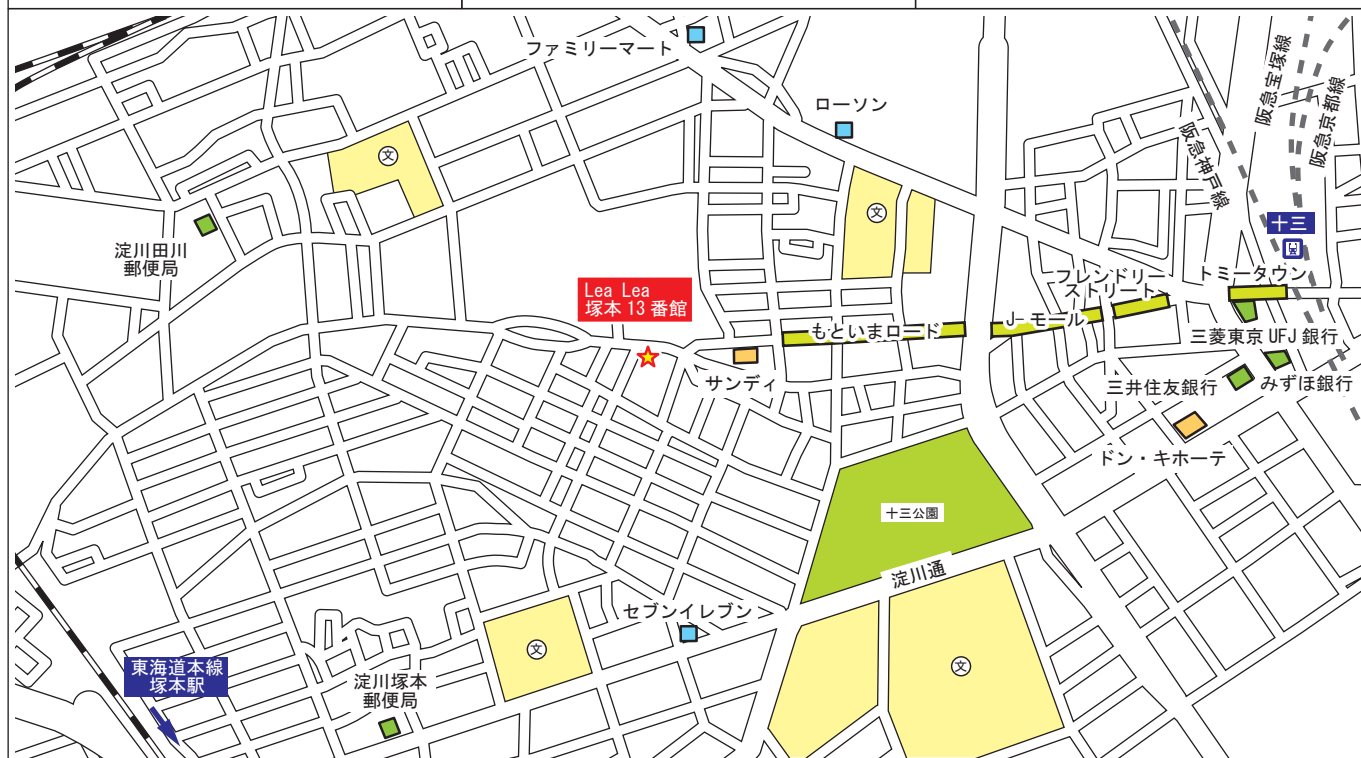 ファミリーマート
ローソン
阪急宝塚線
阪急京都線
阪急神戸線
文
文
十三
淀川田川
郵便局
Lea Lea
塚本 13 番館
フレンドリー
ストリート
トミータウン
もといまロード
J-モール
三菱東京 UFJ 銀行
サンディ
三井住友銀行
みずほ銀行
ドン・キホーテ
十三公園
淀川通
セブンイレブン
文
文
東海道本線
塚本駅
淀川塚本
郵便局